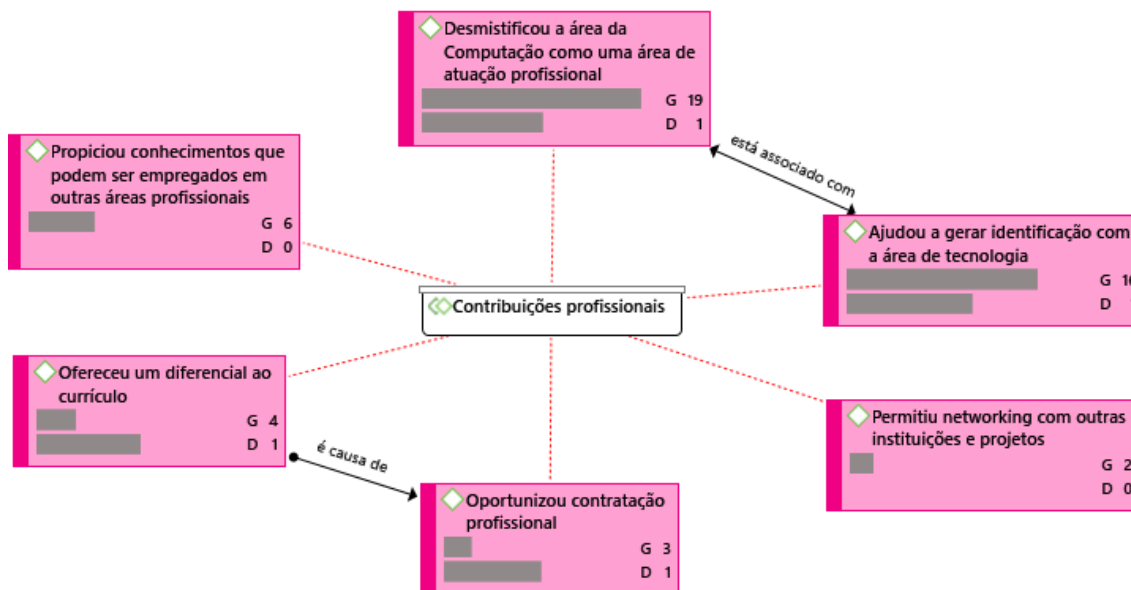 Desmistificou a área da
Computação como uma área de
atuação profissional
G 19
D 1
está associado com
Propiciou conhecimentos que
podem ser empregados em
outras áreas profissionais
G 6
D 0
Ajudou a gerar identificação com
a área de tecnologia
G
D
Contribuições profissionais
Ofereceu um diferencial ao
currículo
G 4
D 1
é causa de
Permitiu networking com outras
instituições e projetos
G 2
D 0
Oportunizou contratação
profissional
G 3
D 1